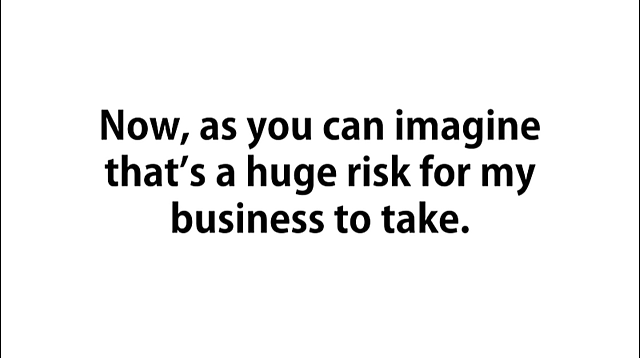 Now, as you can imagine
that’s a huge risk for my
business to take.